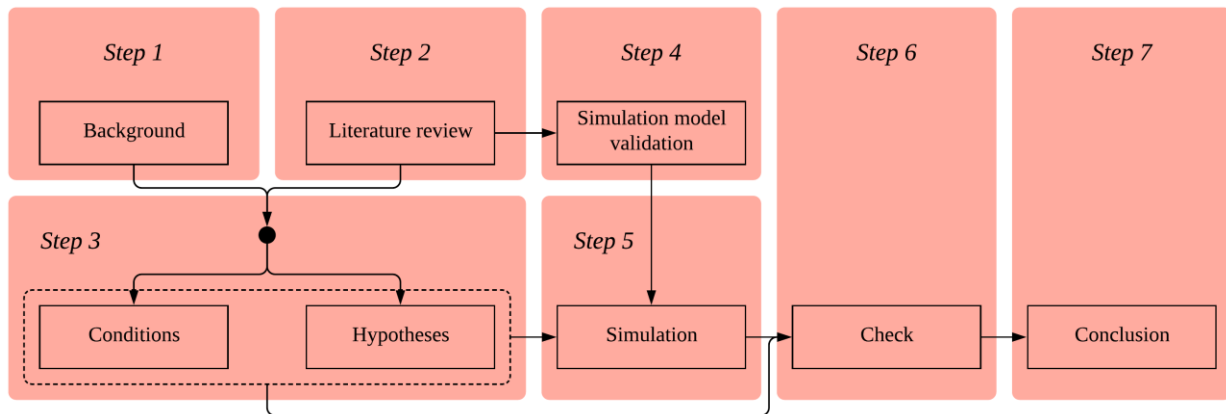 Step 1
Background
Step 2
Literature review
Step 4
Simulation model
validation
Step 6
Step 7
Step 3
Conditions
Hypotheses
Step 5
Simulation
Check
Conclusion